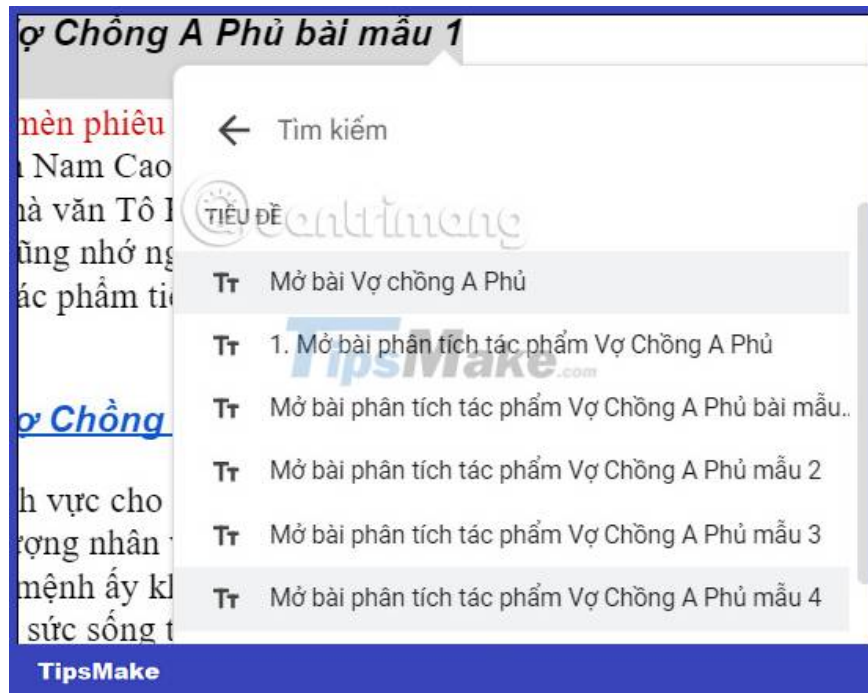 ợ Chồng A Phủ bài mẫu 1
mèn phiêu
Nam Cao
à văn Tô
ũng nhớ
ác phẩm
ợ Chồng
h vực cho
ượng nhân
mệnh ấy
sức sống
Tìm kiếm
TIÊU ĐỀ
Quantrimang
Mở bài Vợ chồng A Phủ
1. Mở bài phân tích tác phẩm Vợ Chồng A Phủ
TipsMake.com
Mở bài phân tích tác phẩm Vợ Chồng A Phủ bài mẫu..
Mở bài phân tích tác phẩm Vợ Chồng A Phủ mẫu 2
Mở bài phân tích tác phẩm Vợ Chồng A Phủ mẫu 3
Mở bài phân tích tác phẩm Vợ Chồng A Phủ mẫu 4
TipsMake